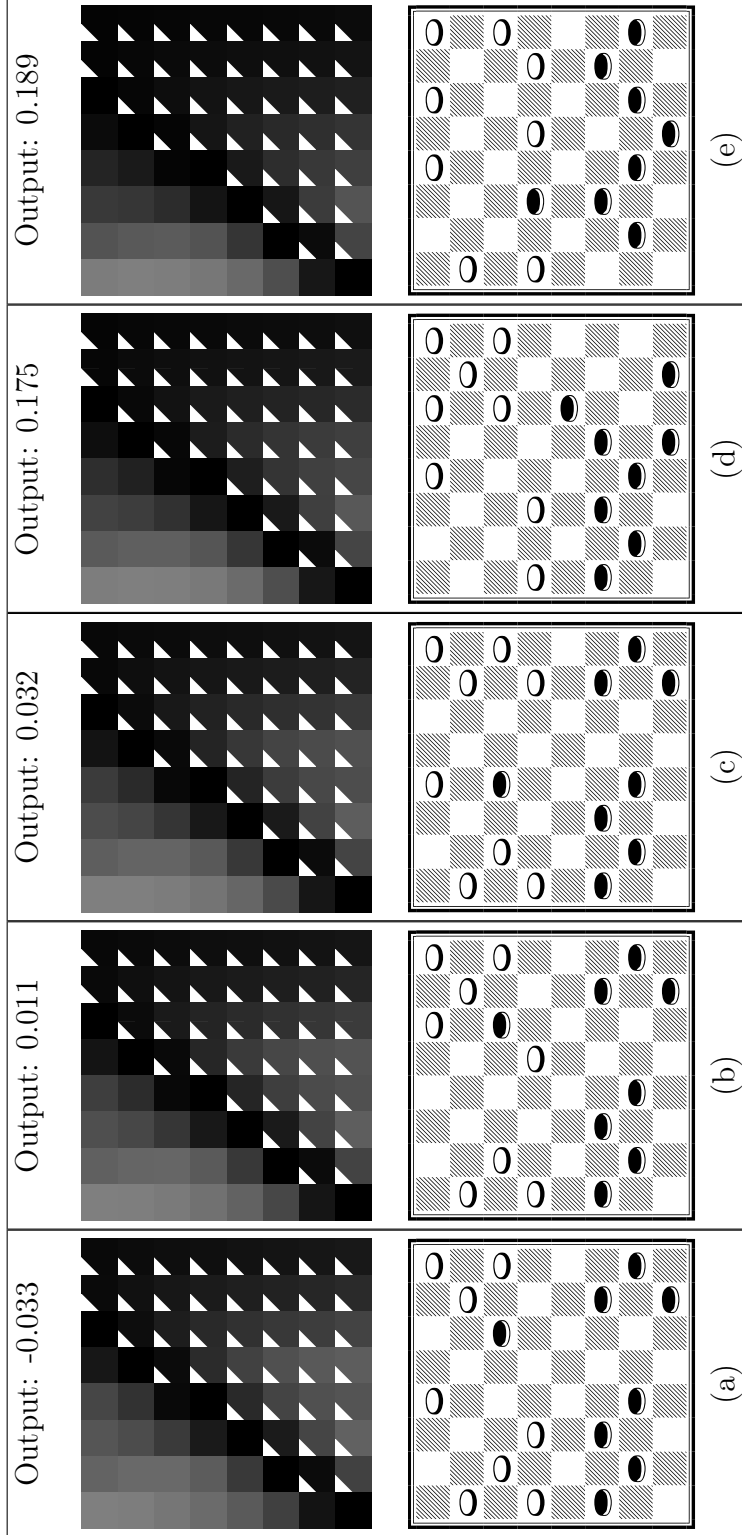 Output: -0.033
Output: 0.011
Output: 0.032
Output: 0.175
Output: 0.189
(a)
(b)
(c)
(d)
(e)